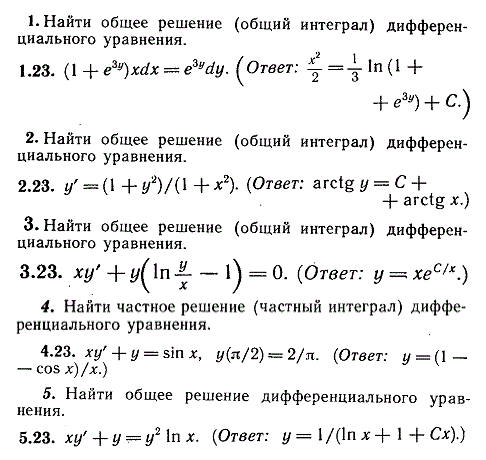 1. Найти общее решение (общий интеграл) дифферен-
циального уравнения.
1.23. (1 + e^{3y})xdx = e^{3y}dy. (Ответ: x²/2 = 1/3 ln (1 +
+ e^{3y}) + C.)
2. Найти общее решение (общий интеграл) дифферен-
циального уравнения.
2.23. y′ = (1 + y²)/(1 + x²). (Ответ: arctg y = C +
+ arctg x.)
3. Найти общее решение (общий интеграл) дифферен-
циального уравнения.
3.23. xy′ + y(ln y/x − 1) = 0. (Ответ: y = xe^{C/x}.)
4. Найти частное решение (частный интеграл) диффе-
ренциального уравнения.
4.23. xy′ + y = sin x, y(π/2) = 2/π. (Ответ: y = (1 −
− cos x)/x.)
5. Найти общее решение дифференциального урав-
нения.
5.23. xy′ + y = y² ln x. (Ответ: y = 1/(ln x + 1 + Cx).)